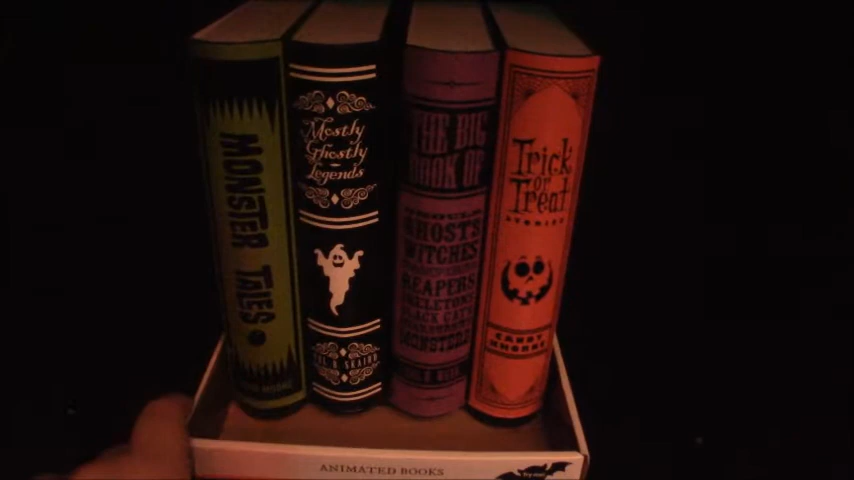 MONSTER TALES
Mostly
Ghostly
Legends
THE BIG
BOOK OF
GHOSTS
WITCHES
REAPERS
SKELETONS
BLACK CATS
MONSTERS
Trick
or
Treat
STORIES
ANIMATED BOOKS